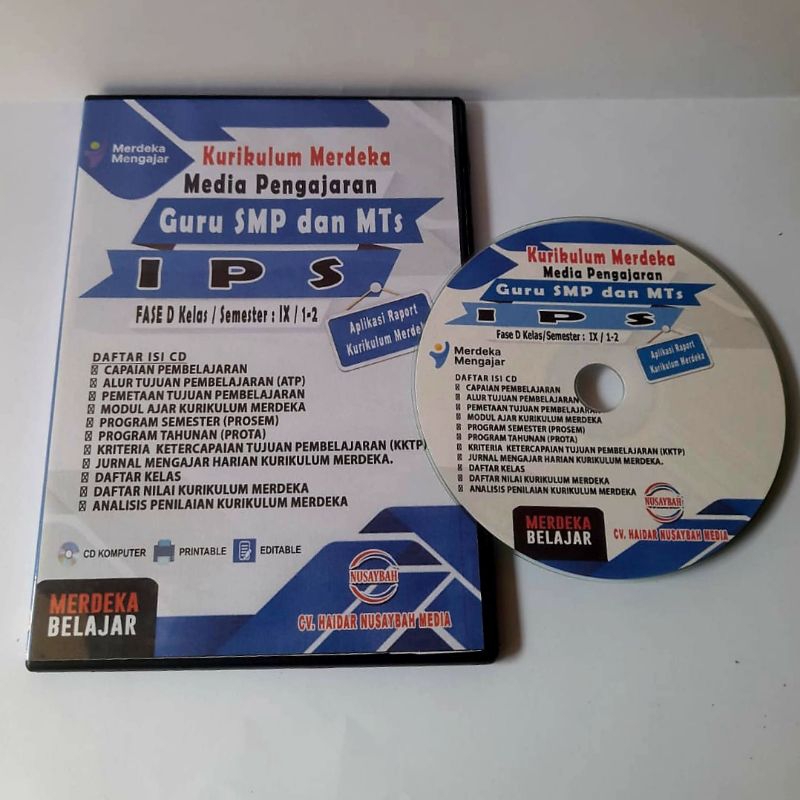 Merdeka
Mengajar
Kurikulum Merdeka
Media Pengajaran
Guru SMP dan MTs
IPS
FASE D Kelas / Semester : IX / 1-2
Aplikasi Raport
Kurikulum Merdek
DAFTAR ISI CD
CAPAIAN PEMBELAJARAN
ALUR TUJUAN PEMBELAJARAN (ATP)
PEMETAAN TUJUAN PEMBELAJARAN
MODUL AJAR KURIKULUM MERDEKA
PROGRAM SEMESTER (PROSEM)
PROGRAM TAHUNAN (PROTA)
KRITERIA KETERCAPAIAN TUJUAN PEMBELAJARAN (KKTP)
JURNAL MENGAJAR HARIAN KURIKULUM MERDEKA.
DAFTAR KELAS
DAFTAR NILAI KURIKULUM MERDEKA
ANALISIS PENILAIAN KURIKULUM MERDEKA
CD KOMPUTER PRINTABLE EDITABLE
MERDEKA
BELAJAR
NUSAYBAH
CV. HAIDAR NUSAYBAH MEDIA
Kurikulum Merdeka
Media Pengajaran
Guru SMP dan MTs
IPS
Fase D Kelas/Semester : IX / 1-2
Merdeka
Mengajar
Aplikasi Raport
Kurikulum Merdeka
DAFTAR ISI CD
CAPAIAN PEMBELAJARAN
ALUR TUJUAN PEMBELAJARAN
PEMETAAN TUJUAN PEMBELAJARAN
MODUL AJAR KURIKULUM MERDEKA
PROGRAM SEMESTER (PROSEM)
PROGRAM TAHUNAN (PROTA)
KRITERIA KETERCAPAIAN TUJUAN PEMBELAJARAN (KKTP)
JURNAL MENGAJAR HARIAN KURIKULUM MERDEKA.
DAFTAR KELAS
DAFTAR NILAI KURIKULUM MERDEKA
ANALISIS PENILAIAN KURIKULUM MERDEKA
MERDEKA
BELAJAR
NUSAYBAH
CV. HAIDAR NUSAYBAH MEDIA